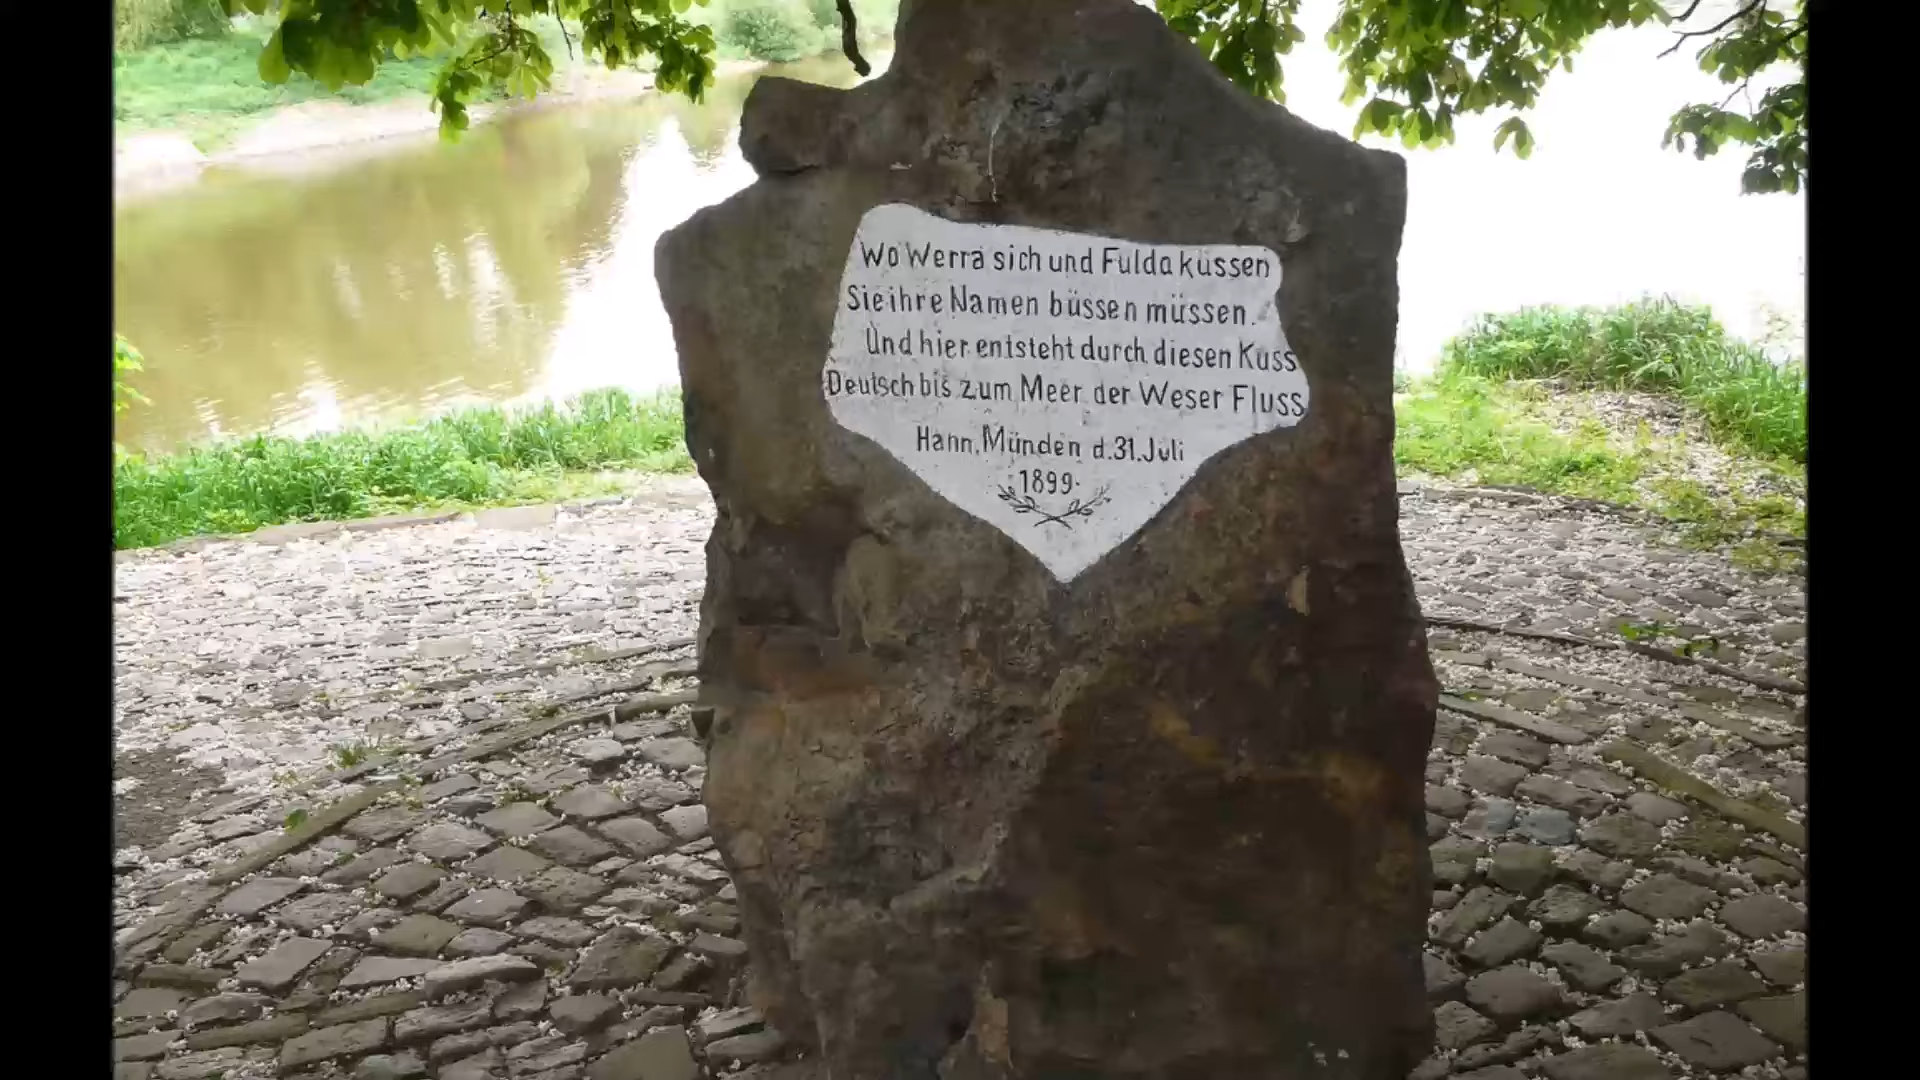 Wo Werra sich und Fulda küssen
Sie ihre Namen büssen müssen.
Und hier entsteht durch diesen Kuss
Deutsch bis zum Meer der Weser Fluss
Hann. Münden d. 31. Juli
1899.